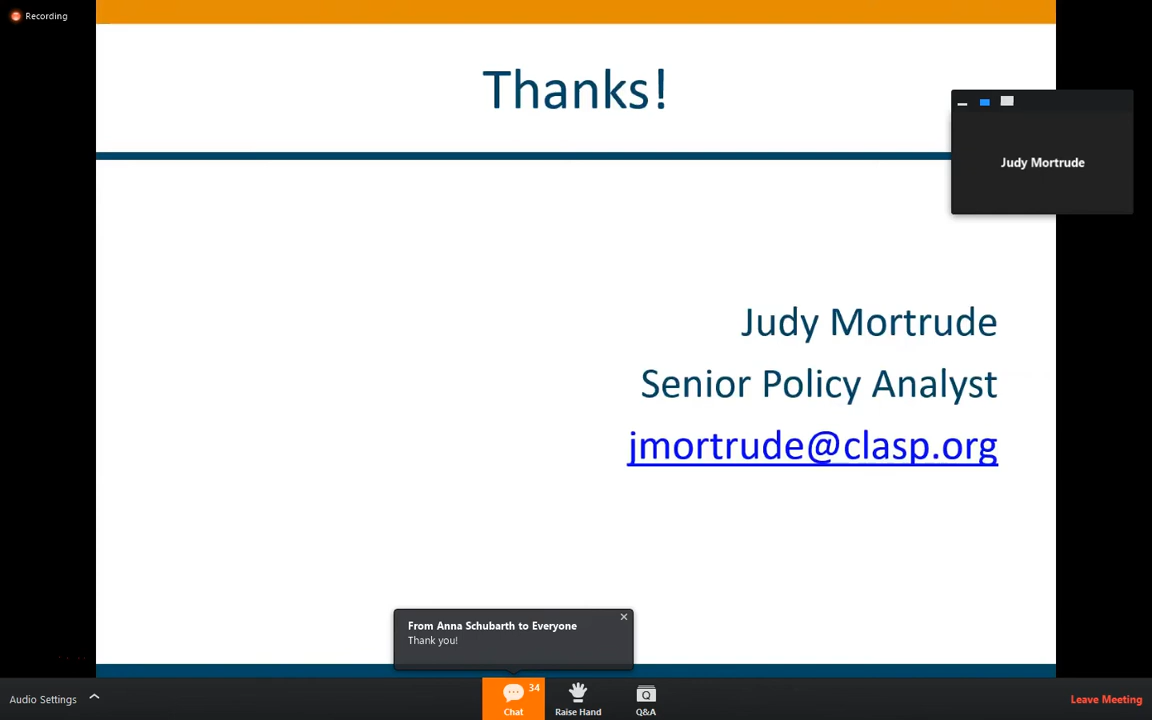 Recording
Thanks!
Judy Mortrude
Judy Mortrude
Senior Policy Analyst
jmortrude@clasp.org
From Anna Schubarth to Everyone
Thank you!
Audio Settings
34
Chat
Raise Hand
Q
Q&A
Leave Meeting